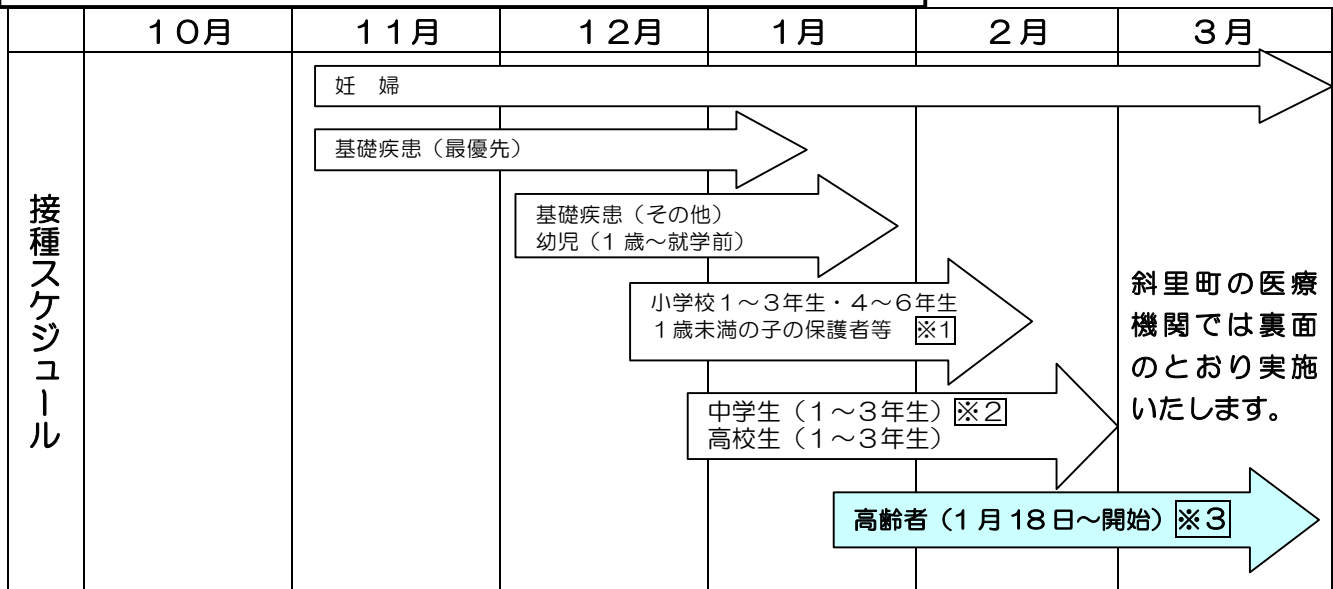 １０月
１１月
１２月
１月
２月
３月
接種スケジュール
妊　婦
基礎疾患（最優先）
基礎疾患（その他）
幼児（1 歳～就学前）
小学校１～３年生・４～６年生
１歳未満の子の保護者等　※1
中学生（１～３年生）※２
高校生（１～３年生）
高齢者（1 月 18 日～開始）※３
斜里町の医療
機関では裏面
のとおり実施
いたします。